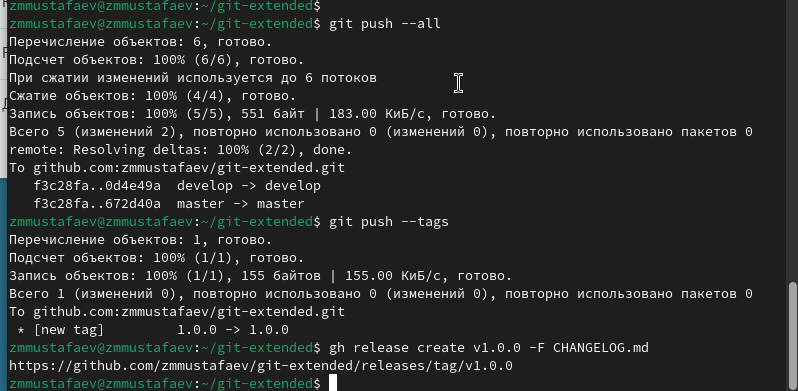 zmmustafaev@zmmustafaev:~/git-extended$
zmmustafaev@zmmustafaev:~/git-extended$ git push --all
Перечисление объектов: 6, готово.
Подсчет объектов: 100% (6/6), готово.
При сжатии изменений используется до 6 потоков
Сжатие объектов: 100% (4/4), готово.
Запись объектов: 100% (5/5), 551 байт | 183.00 КиБ/с, готово.
Всего 5 (изменений 2), повторно использовано 0 (изменений 0), повторно использовано пакетов 0
remote: Resolving deltas: 100% (2/2), done.
To github.com:zmmustafaev/git-extended.git
   f3c28fa..0d4e49a  develop -> develop
   f3c28fa..672d40a  master -> master
zmmustafaev@zmmustafaev:~/git-extended$ git push --tags
Перечисление объектов: 1, готово.
Подсчет объектов: 100% (1/1), готово.
Запись объектов: 100% (1/1), 155 байтов | 155.00 КиБ/с, готово.
Всего 1 (изменений 0), повторно использовано 0 (изменений 0), повторно использовано пакетов 0
To github.com:zmmustafaev/git-extended.git
 * [new tag]         1.0.0 -> 1.0.0
zmmustafaev@zmmustafaev:~/git-extended$ gh release create v1.0.0 -F CHANGELOG.md
https://github.com/zmmustafaev/git-extended/releases/tag/v1.0.0
zmmustafaev@zmmustafaev:~/git-extended$